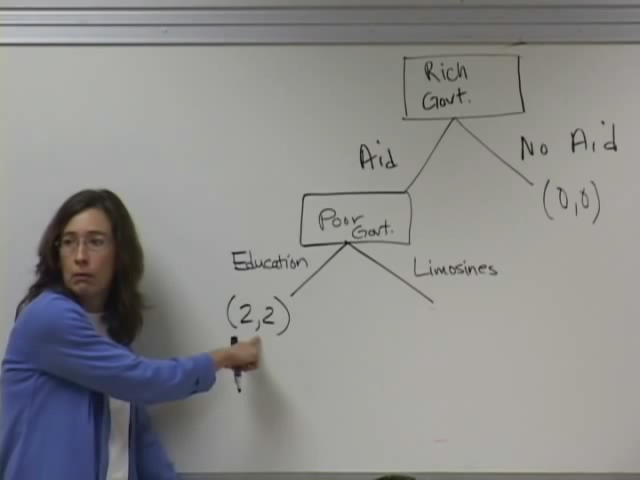 Rich
Govt.
Aid
No Aid
(0,0)
Poor
Govt.
Education
Limosines
(2,2)